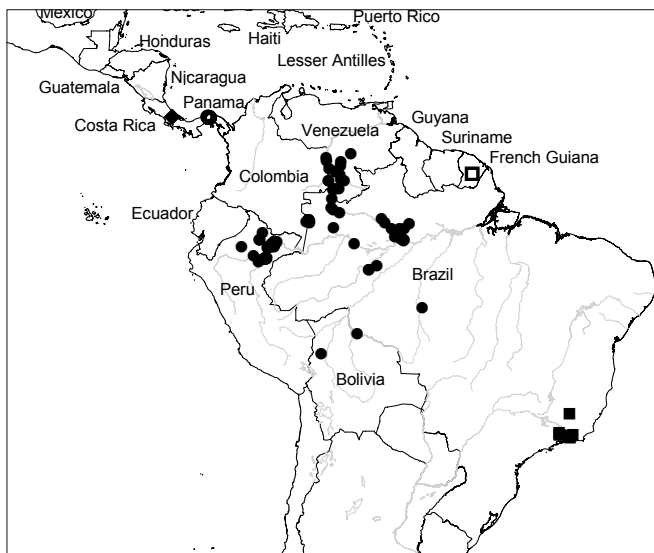 Mexico
Puerto Rico
Honduras
Haiti
Lesser Antilles
Guatemala
Nicaragua
Panama
Costa Rica
Venezuela
Guyana
Suriname
French Guiana
Colombia
Ecuador
Peru
Brazil
Bolivia